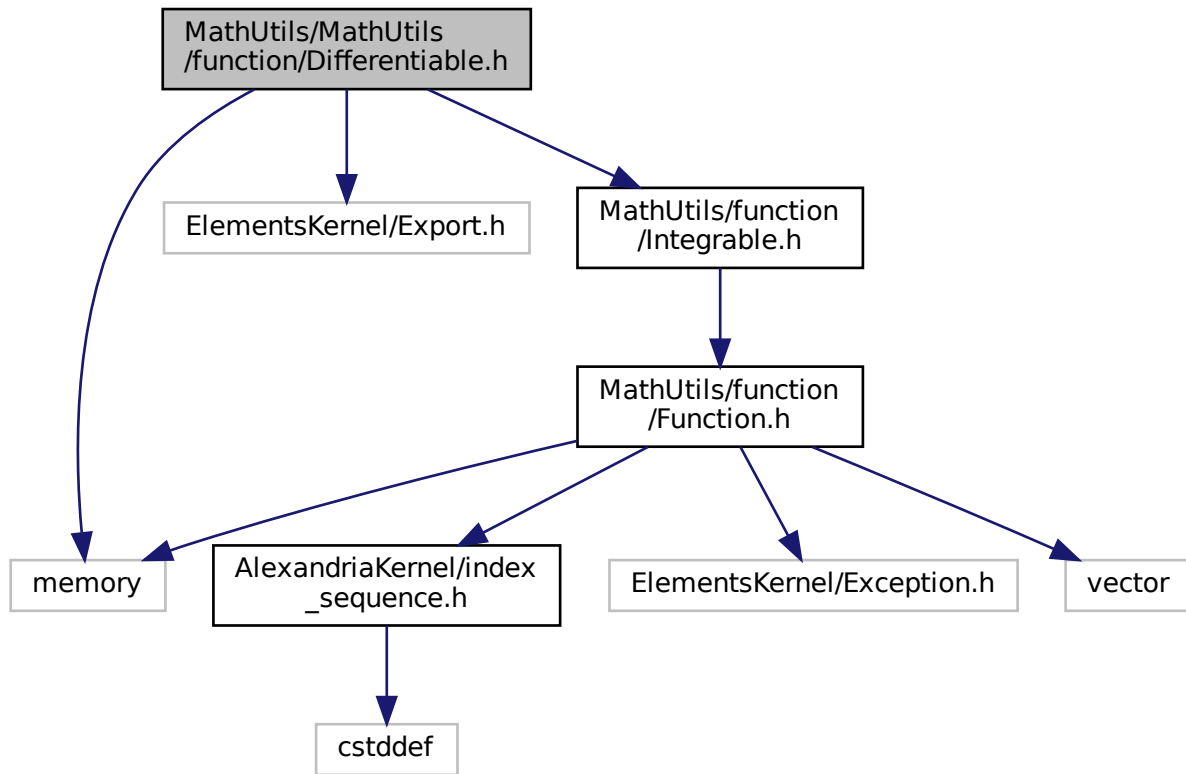 MathUtils/MathUtils
/function/Differentiable.h
ElementsKernel/Export.h
MathUtils/function
/Integrable.h
MathUtils/function
/Function.h
memory
AlexandriaKernel/index
_sequence.h
ElementsKernel/Exception.h
vector
cstddef